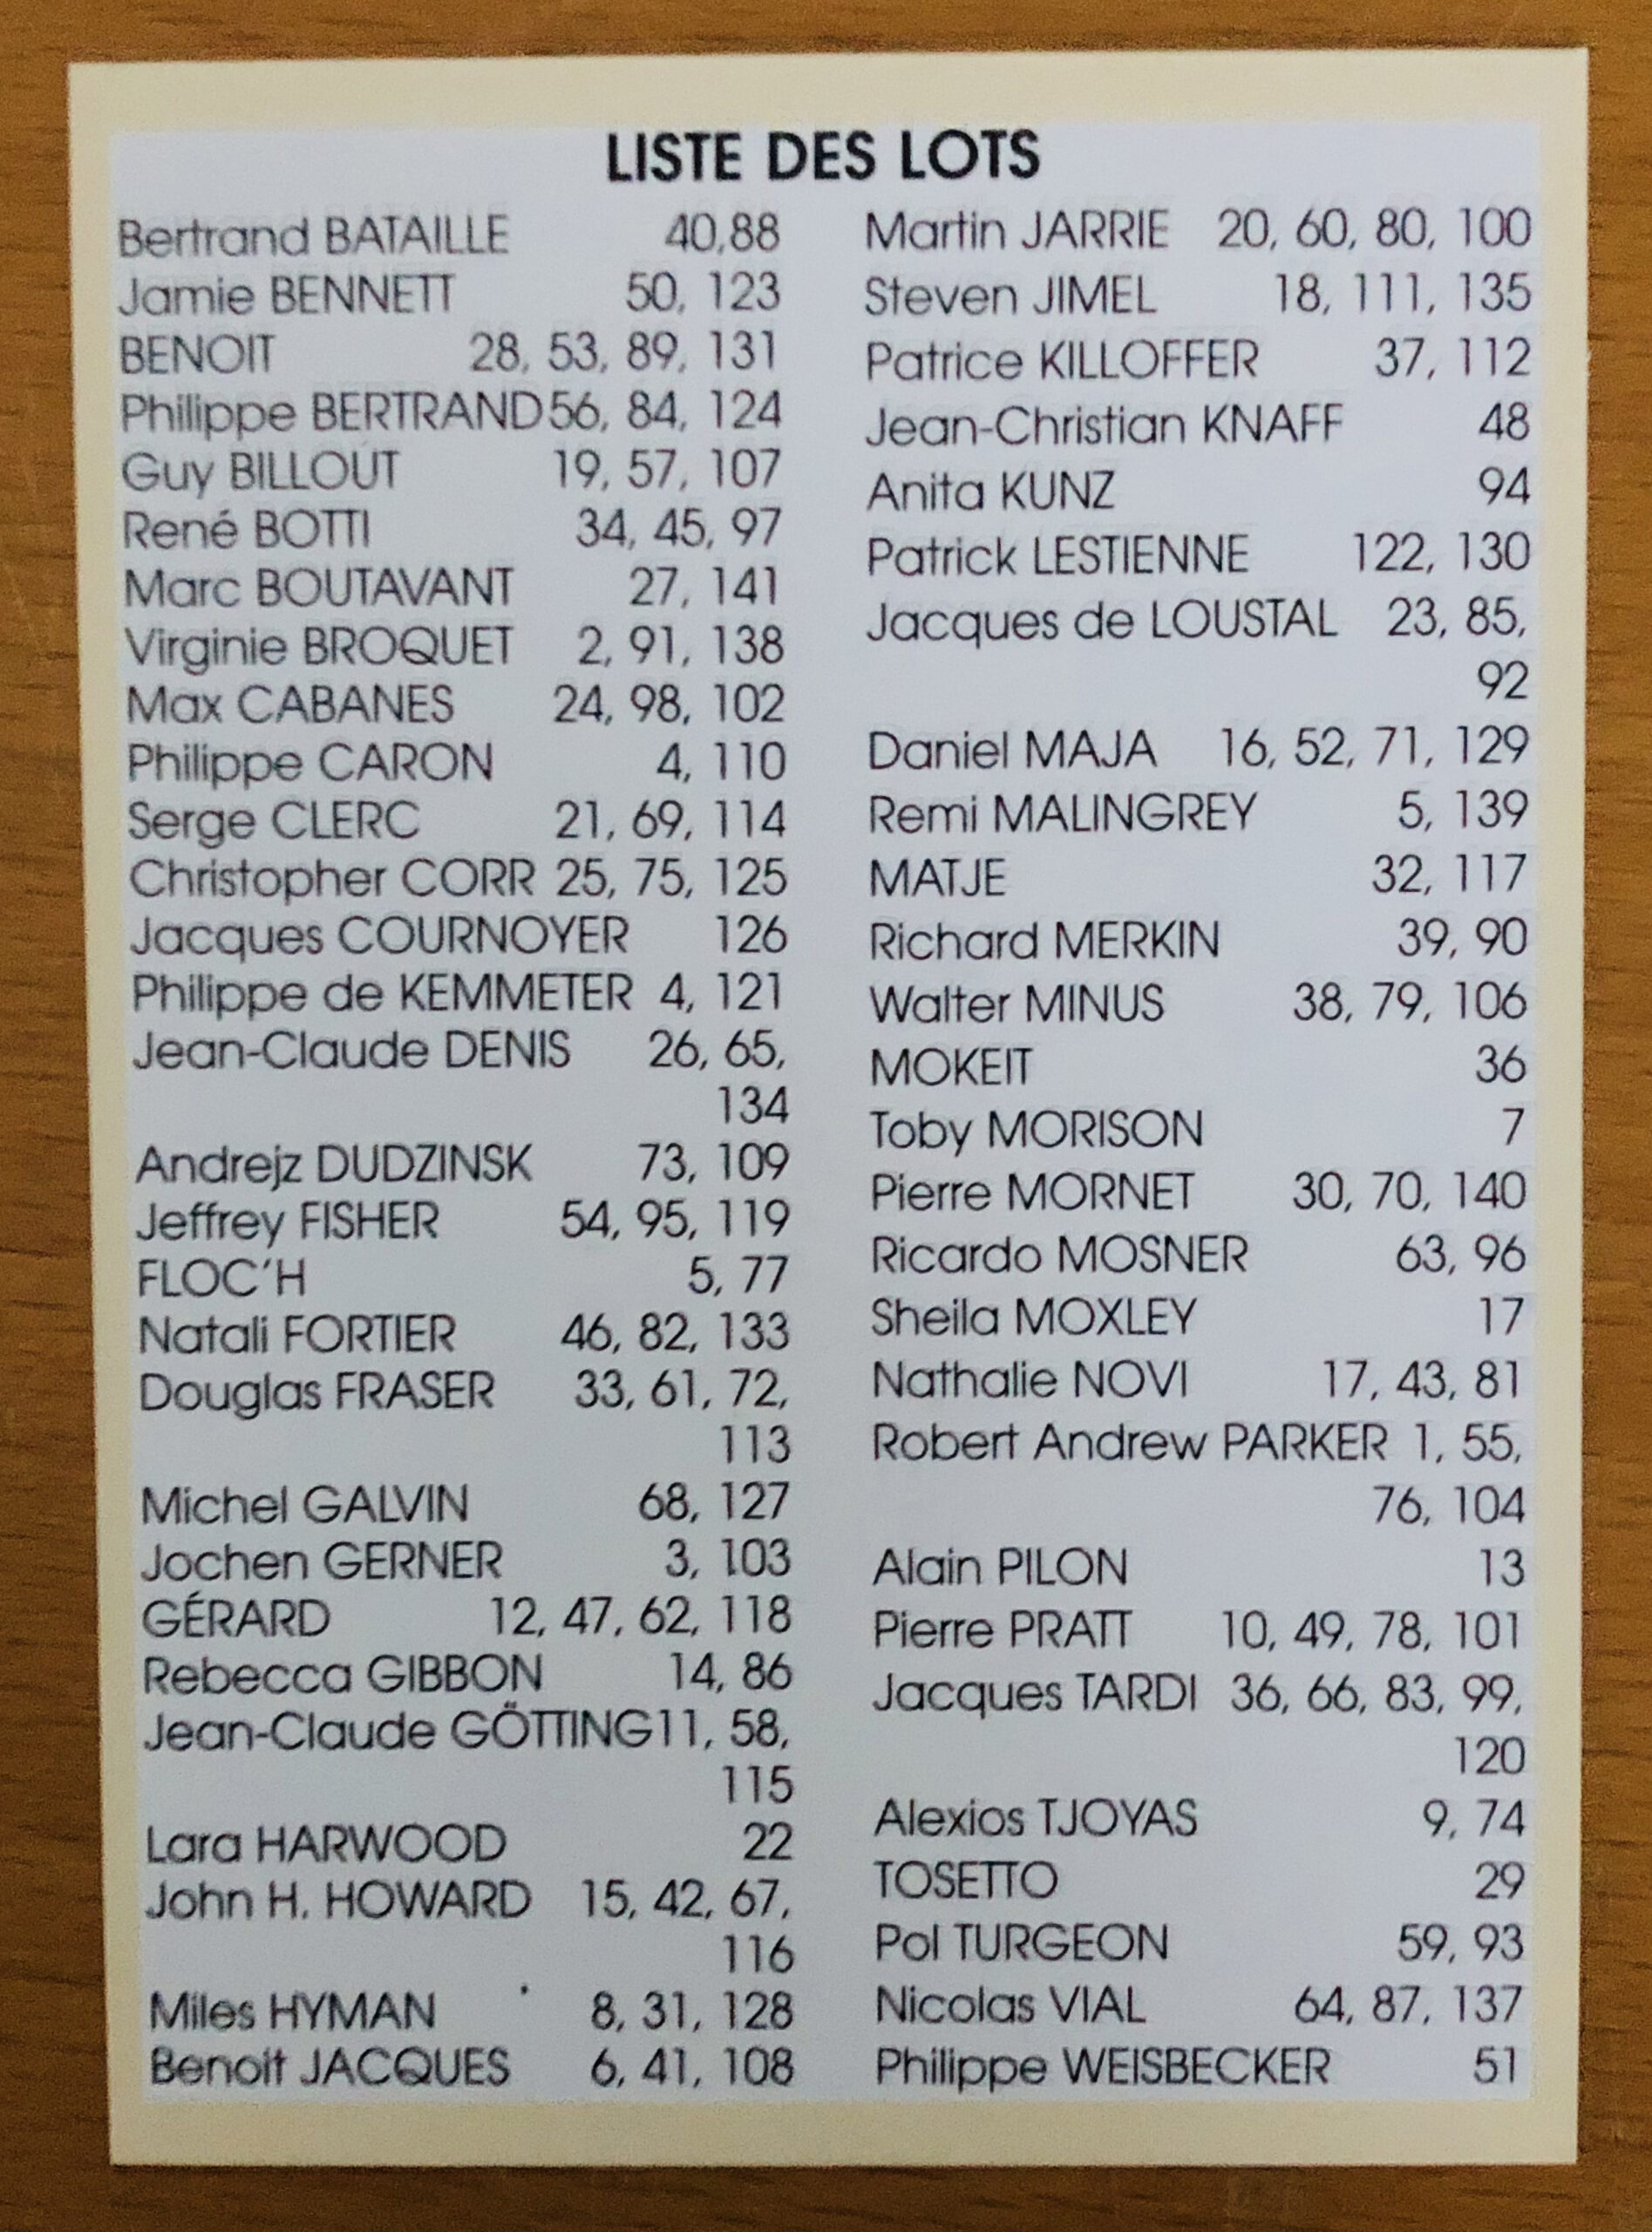 LISTE DES LOTS
Bertrand BATAILLE 40,88
Jamie BENNETT 50, 123
BENOIT 28, 53, 89, 131
Philippe BERTRAND 56, 84, 124
Guy BILLOUT 19, 57, 107
René BOTTI 34, 45, 97
Marc BOUTAVANT 27, 141
Virginie BROQUET 2, 91, 138
Max CABANES 24, 98, 102
Philippe CARON 4, 110
Serge CLERC 21, 69, 114
Christopher CORR 25, 75, 125
Jacques COURNOYER 126
Philippe de KEMMETER 4, 121
Jean-Claude DENIS 26, 65,
134
Andrejz DUDZINSK 73, 109
Jeffrey FISHER 54, 95, 119
FLOC'H 5, 77
Natali FORTIER 46, 82, 133
Douglas FRASER 33, 61, 72,
113
Michel GALVIN 68, 127
Jochen GERNER 3, 103
GÉRARD 12, 47, 62, 118
Rebecca GIBBON 14, 86
Jean-Claude GÖTTING11, 58,
115
Lara HARWOOD 22
John H. HOWARD 15, 42, 67,
116
Miles HYMAN 8, 31, 128
Benoit JACQUES 6, 41, 108
Martin JARRIE 20, 60, 80, 100
Steven JIMEL 18, 111, 135
Patrice KILLOFFER 37, 112
Jean-Christian KNAFF 48
Anita KUNZ 94
Patrick LESTIENNE 122, 130
Jacques de LOUSTAL 23, 85,
92
Daniel MAJA 16, 52, 71, 129
Remi MALINGREY 5, 139
MATJE 32, 117
Richard MERKIN 39, 90
Walter MINUS 38, 79, 106
MOKEIT 36
Toby MORISON 7
Pierre MORNET 30, 70, 140
Ricardo MOSNER 63, 96
Sheila MOXLEY 17
Nathalie NOVI 17, 43, 81
Robert Andrew PARKER 1, 55,
76, 104
Alain PILON 13
Pierre PRATT 10, 49, 78, 101
Jacques TARDI 36, 66, 83, 99,
120
Alexios TJOYAS 9, 74
TOSETTO 29
Pol TURGEON 59, 93
Nicolas VIAL 64, 87, 137
Philippe WEISBECKER 51